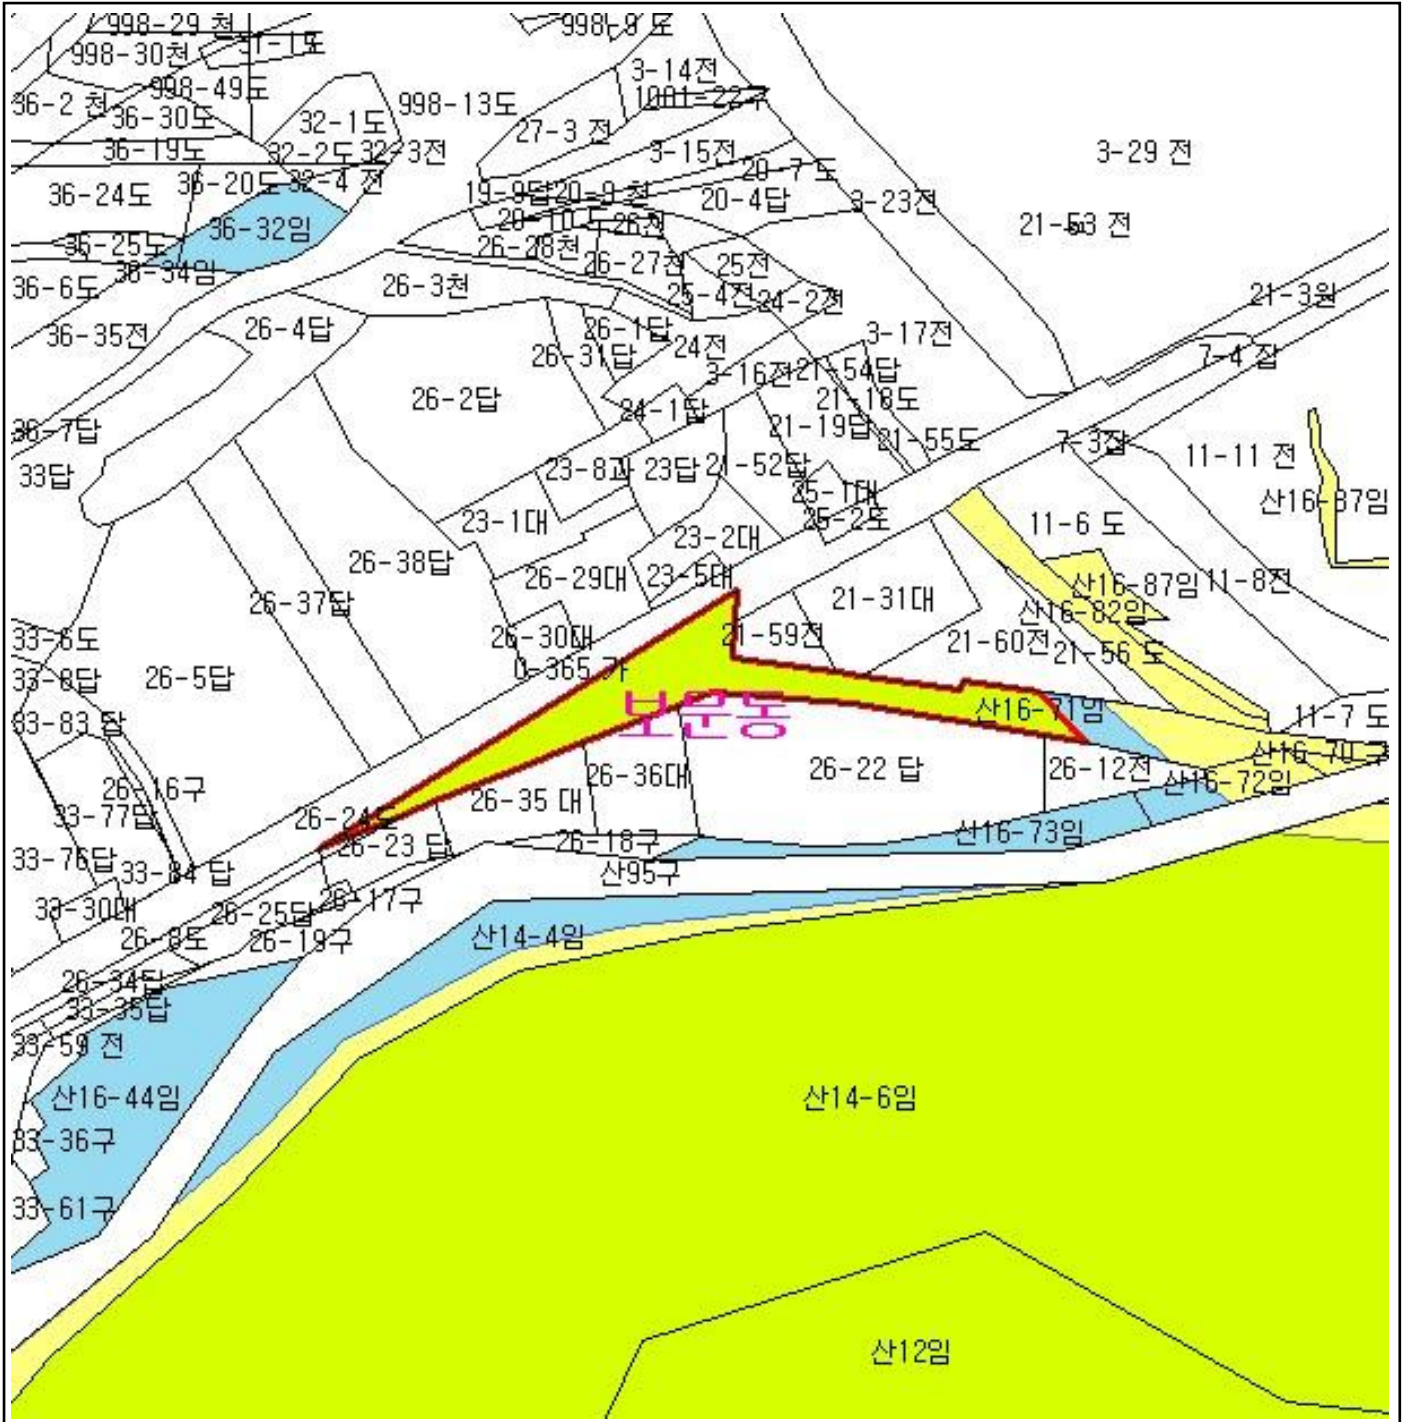 998-29 천
998-9 도
31-1도
998-30천
3-14전
998-49도
36-2 천
998-13도
36-30도
32-1도
27-3 전
36-19도
32-2도
32-3전
3-15전
3-29 전
20-7 도
36-20도
32-4 전
36-24도
19-9답
20-9 천
20-4답
3-23전
36-32임
26천
21-53 전
36-25도
26-28천
26-27천
25전
38-34임
36-6도
26-3천
25-4전
24-2전
21-3원
36-35전
26-4답
26-1답
24전
3-17전
26-31답
7-4 잡
3-16전
21-54답
26-2답
21-18도
24-1답
36-7답
21-19답
21-55도
7-3잡
11-11 전
33답
23-8과
23답
21-52답
25-1대
산16-87임
23-1대
25-2도
11-6 도
23-2대
26-38답
26-29대
23-5대
산16-87임
11-8전
26-37답
21-31대
산16-82임
33-6도
26-30대
21-59전
21-60전
21-56 도
0-365 가
33-8답
26-5답
보문동
산16-71임
33-83 답
11-7 도
산16-70 구
26-16구
26-36대
26-22 답
26-12전
산16-72임
26-35 대
33-77답
26-24도
26-23 답
26-18구
산16-73임
33-76답
33-84 답
산95구
33-30대
26-25답
26-17구
26-8도
26-19구
산14-4임
26-34답
33-35답
33-59 전
산16-44임
산14-6임
33-36구
33-61구
산12임